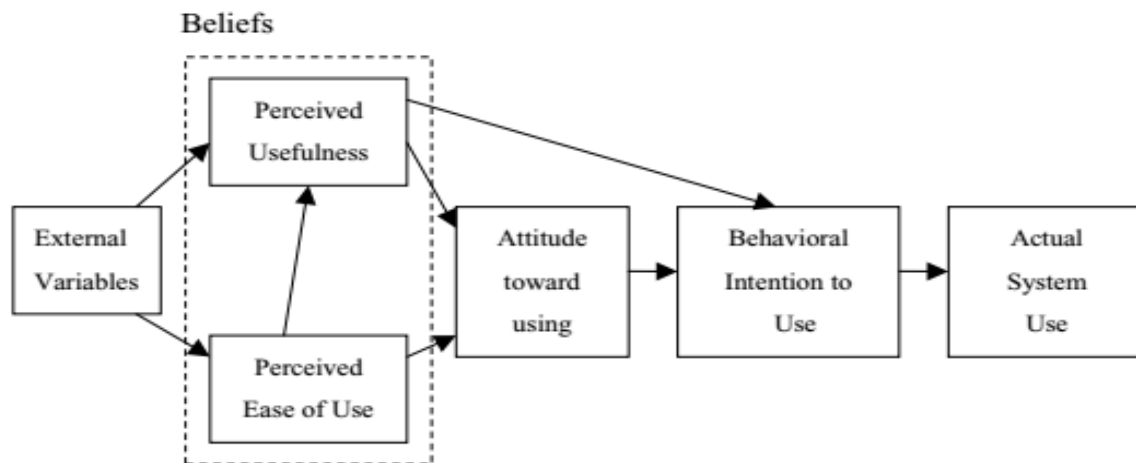 Beliefs
Perceived
Usefulness
External
Variables
Perceived
Ease of Use
Attitude
toward
using
Behavioral
Intention to
Use
Actual
System
Use